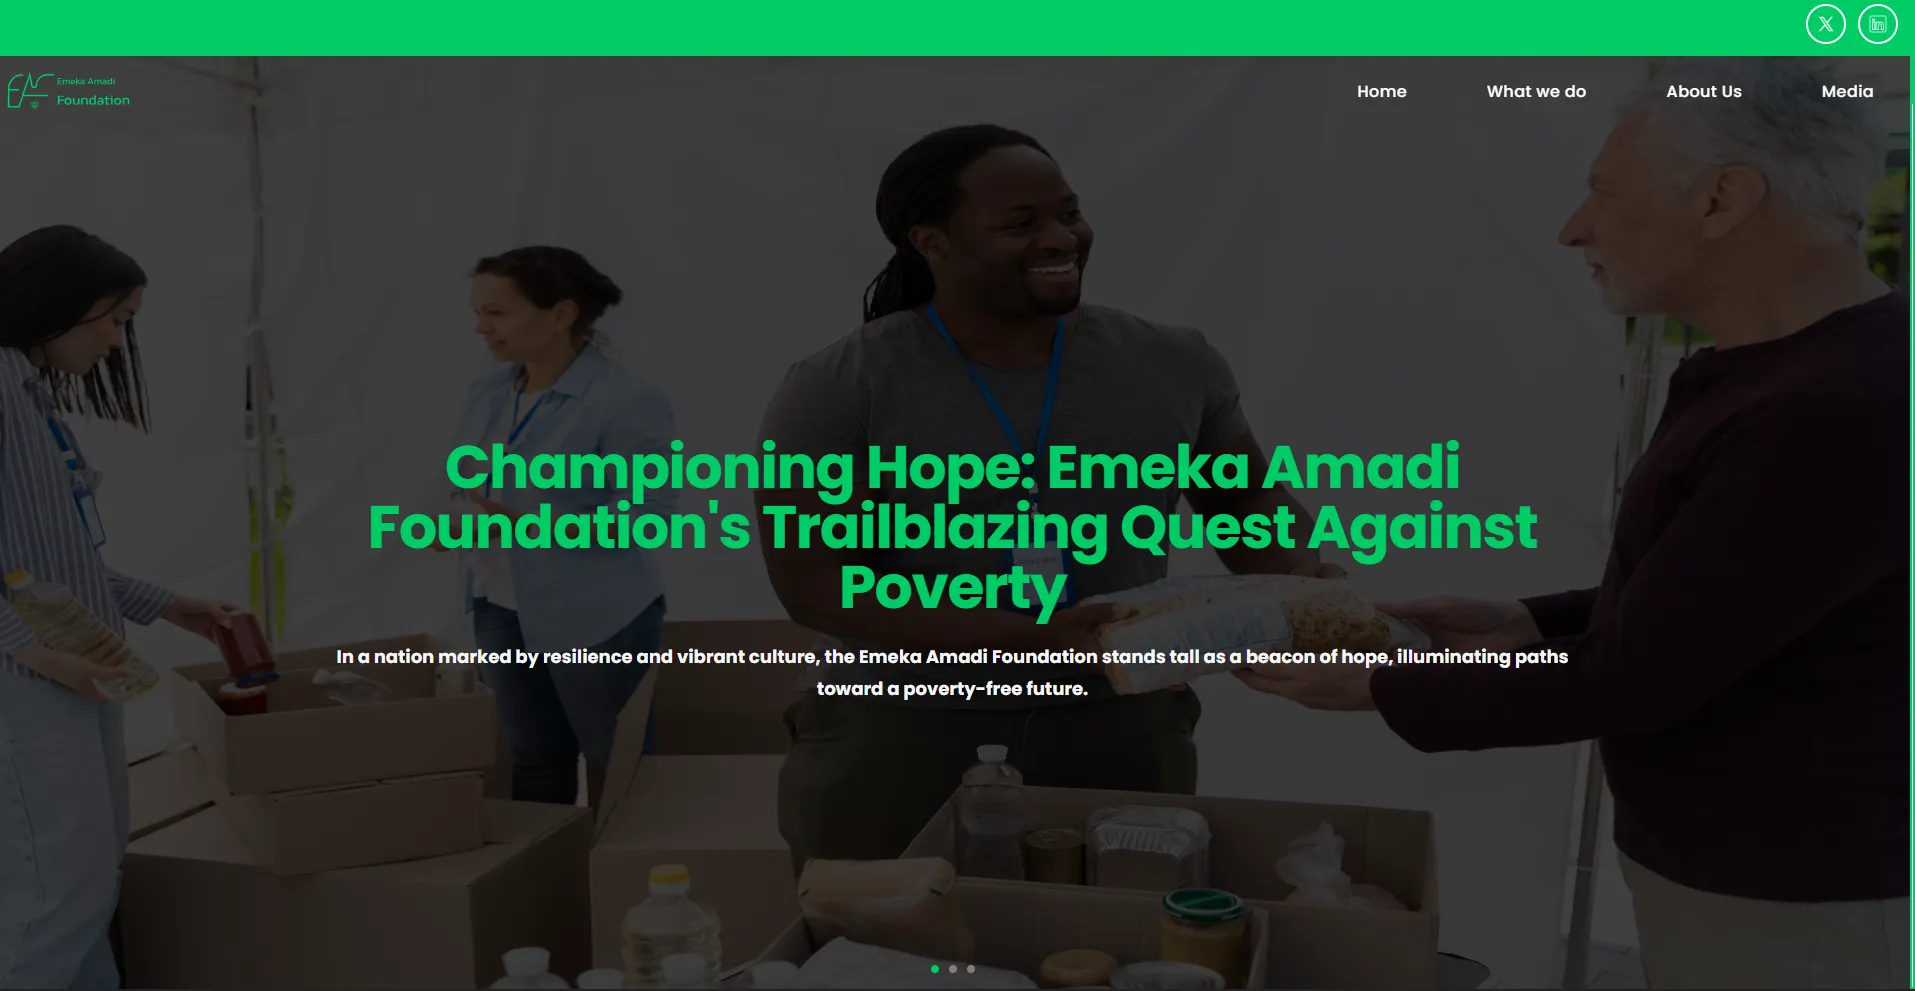 Emeka Amadi
Foundation
Home
What we do
About Us
Media
Championing Hope: Emeka Amadi
Foundation's Trailblazing Quest Against
Poverty
In a nation marked by resilience and vibrant culture, the Emeka Amadi Foundation stands tall as a beacon of hope, illuminating paths
toward a poverty-free future.